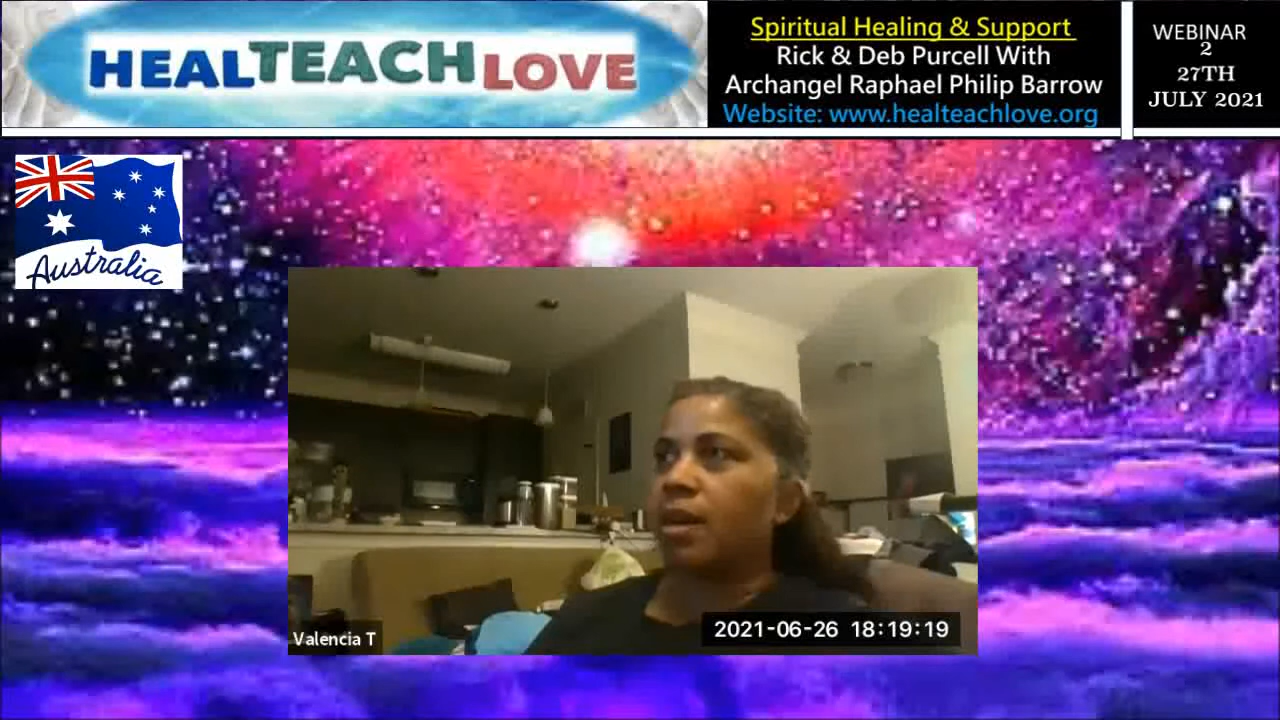 HEALTEACHLOVE
Spiritual Healing & Support
Rick & Deb Purcell With
Archangel Raphael Philip Barrow
Website: www.healteachlove.org
WEBINAR
2
27TH
JULY 2021
Australia
Valencia T
2021-06-26 18:19:19